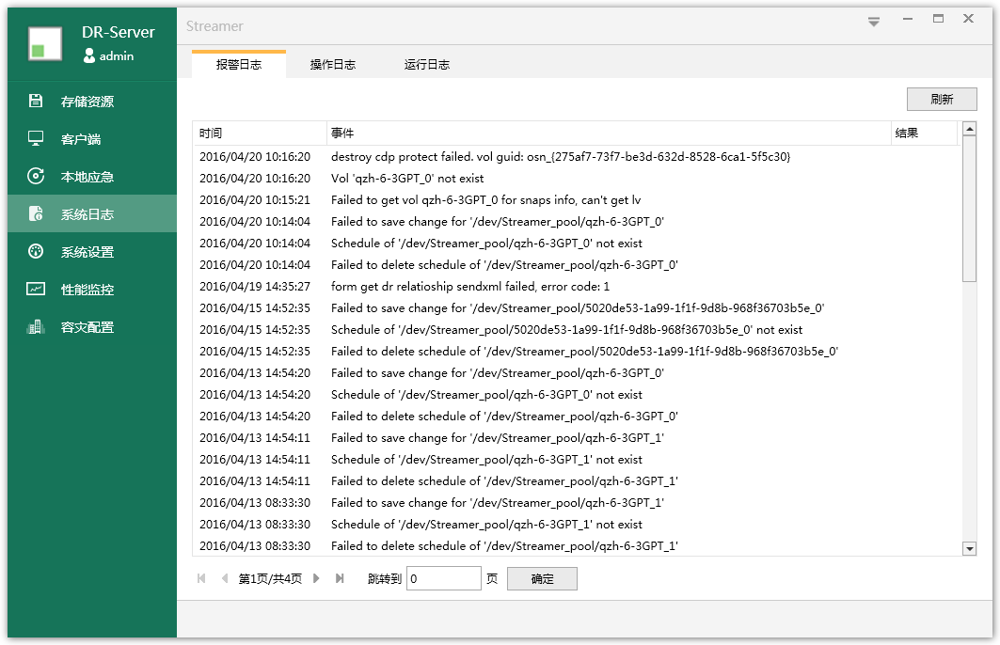 DR-Server
admin
存储资源
客户端
本地应急
系统日志
系统设置
性能监控
容灾配置
Streamer
报警日志 操作日志 运行日志
刷新
时间 事件 结果
2016/04/20 10:16:20 destroy cdp protect failed. vol guid: osn_{275af7-73f7-be3d-632d-8528-6ca1-5f5c30}
2016/04/20 10:16:20 Vol 'qzh-6-3GPT_0' not exist
2016/04/20 10:15:21 Failed to get vol qzh-6-3GPT_0 for snaps info, can't get lv
2016/04/20 10:14:04 Failed to save change for '/dev/Streamer_pool/qzh-6-3GPT_0'
2016/04/20 10:14:04 Schedule of '/dev/Streamer_pool/qzh-6-3GPT_0' not exist
2016/04/20 10:14:04 Failed to delete schedule of '/dev/Streamer_pool/qzh-6-3GPT_0'
2016/04/19 14:35:27 form get dr relatioship sendxml failed, error code: 1
2016/04/15 14:52:35 Failed to save change for '/dev/Streamer_pool/5020de53-1a99-1f1f-9d8b-968f36703b5e_0'
2016/04/15 14:52:35 Schedule of '/dev/Streamer_pool/5020de53-1a99-1f1f-9d8b-968f36703b5e_0' not exist
2016/04/15 14:52:35 Failed to delete schedule of '/dev/Streamer_pool/5020de53-1a99-1f1f-9d8b-968f36703b5e_0'
2016/04/13 14:54:20 Failed to save change for '/dev/Streamer_pool/qzh-6-3GPT_0'
2016/04/13 14:54:20 Schedule of '/dev/Streamer_pool/qzh-6-3GPT_0' not exist
2016/04/13 14:54:20 Failed to delete schedule of '/dev/Streamer_pool/qzh-6-3GPT_0'
2016/04/13 14:54:11 Failed to save change for '/dev/Streamer_pool/qzh-6-3GPT_1'
2016/04/13 14:54:11 Schedule of '/dev/Streamer_pool/qzh-6-3GPT_1' not exist
2016/04/13 14:54:11 Failed to delete schedule of '/dev/Streamer_pool/qzh-6-3GPT_1'
2016/04/13 08:33:30 Failed to save change for '/dev/Streamer_pool/qzh-6-3GPT_1'
2016/04/13 08:33:30 Schedule of '/dev/Streamer_pool/qzh-6-3GPT_1' not exist
2016/04/13 08:33:30 Failed to delete schedule of '/dev/Streamer_pool/qzh-6-3GPT_1'
第1页/共4页 跳转到 0 页 确定